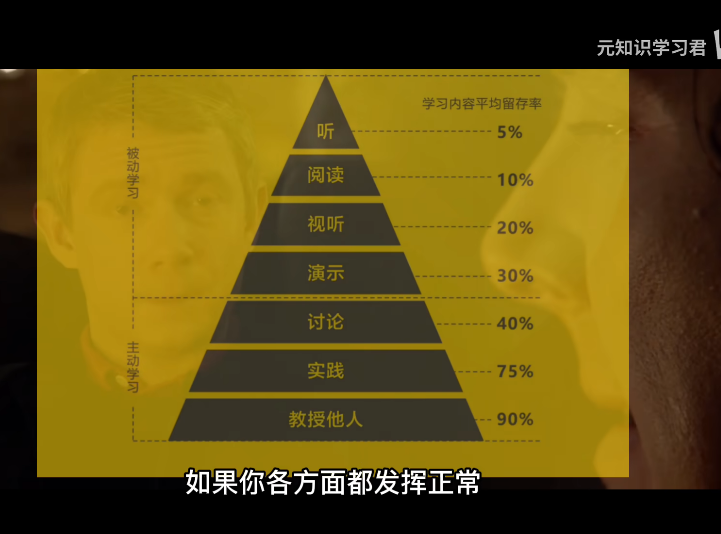 元知识学习君
学习内容平均留存率
听 5%
被动学习
阅读 10%
视听 20%
演示 30%
讨论 40%
主动学习
实践 75%
教授他人 90%
如果你各方面都发挥正常